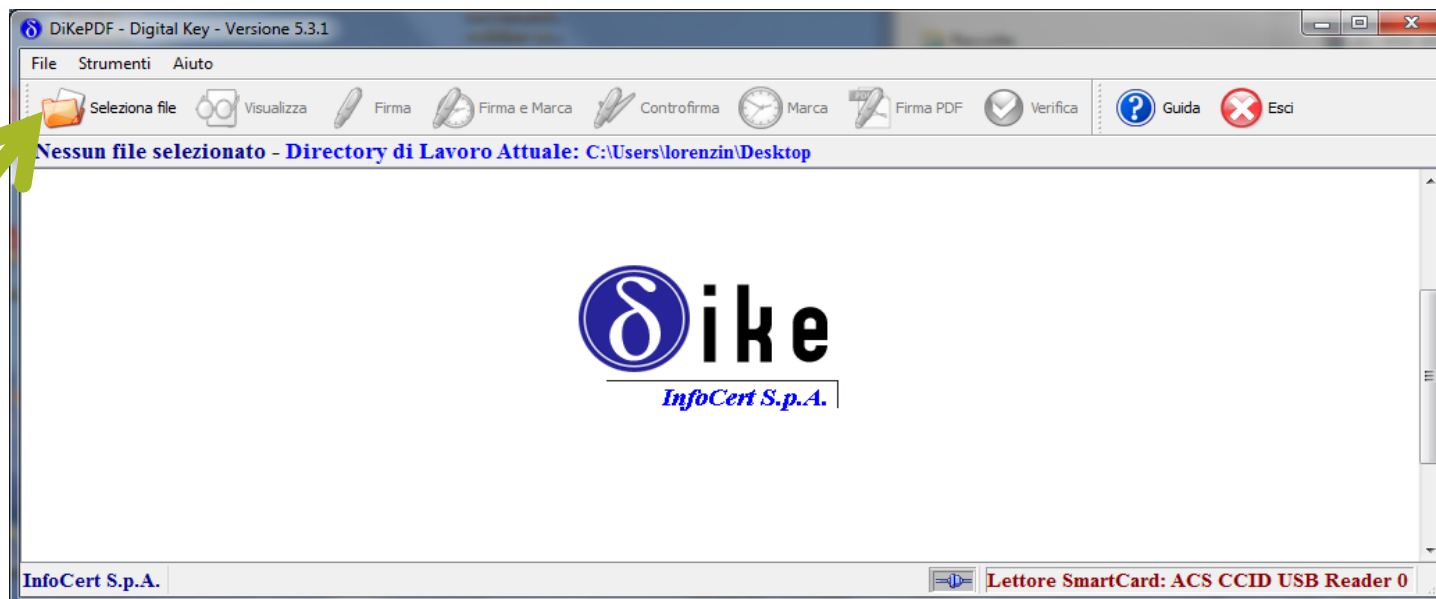 DiKePDF - Digital Key - Versione 5.3.1
File Strumenti Aiuto
Seleziona file Visualizza Firma Firma e Marca Controfirma Marca Firma PDF Verifica Guida Esci
Nessun file selezionato - Directory di Lavoro Attuale: C:\Users\lorenzin\Desktop
δike
InfoCert S.p.A.
InfoCert S.p.A. Lettore SmartCard: ACS CCID USB Reader 0